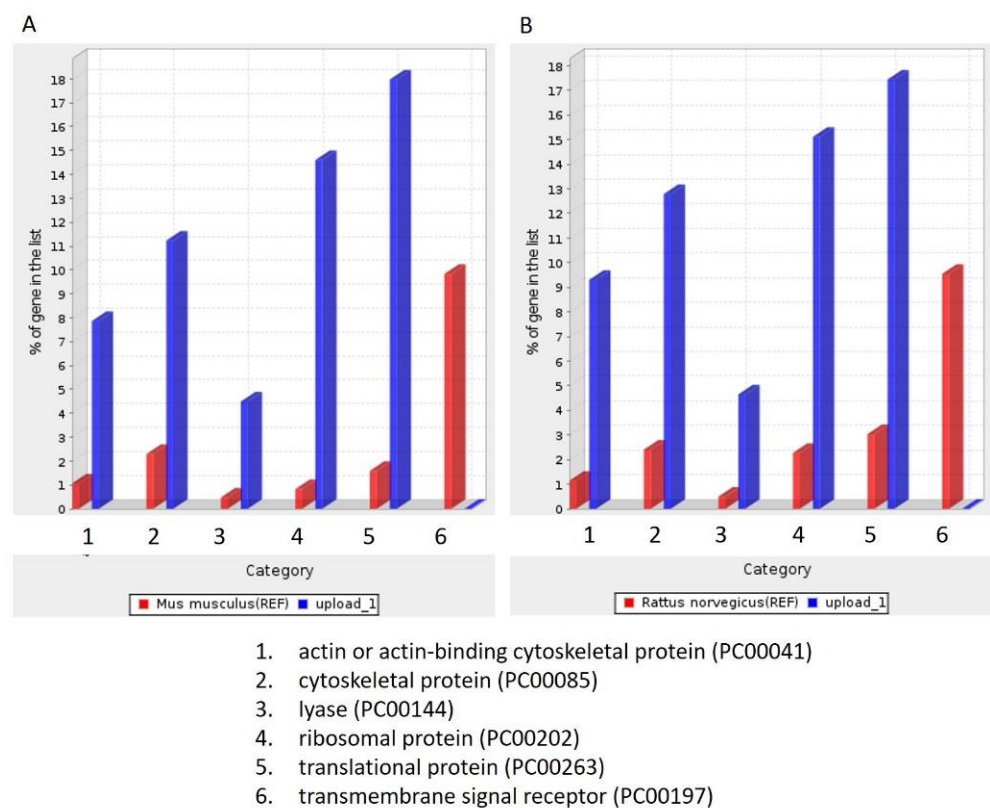 A
% of gene in the list
18
17
16
15
14
13
12
11
10
9
8
7
6
5
4
3
2
1
0
1 2 3 4 5 6
Category
Mus musculus(REF) upload_1
B
% of gene in the list
18
17
16
15
14
13
12
11
10
9
8
7
6
5
4
3
2
1
0
1 2 3 4 5 6
Category
Rattus norvegicus(REF) upload_1
1. actin or actin-binding cytoskeletal protein (PC00041)
2. cytoskeletal protein (PC00085)
3. lyase (PC00144)
4. ribosomal protein (PC00202)
5. translational protein (PC00263)
6. transmembrane signal receptor (PC00197)